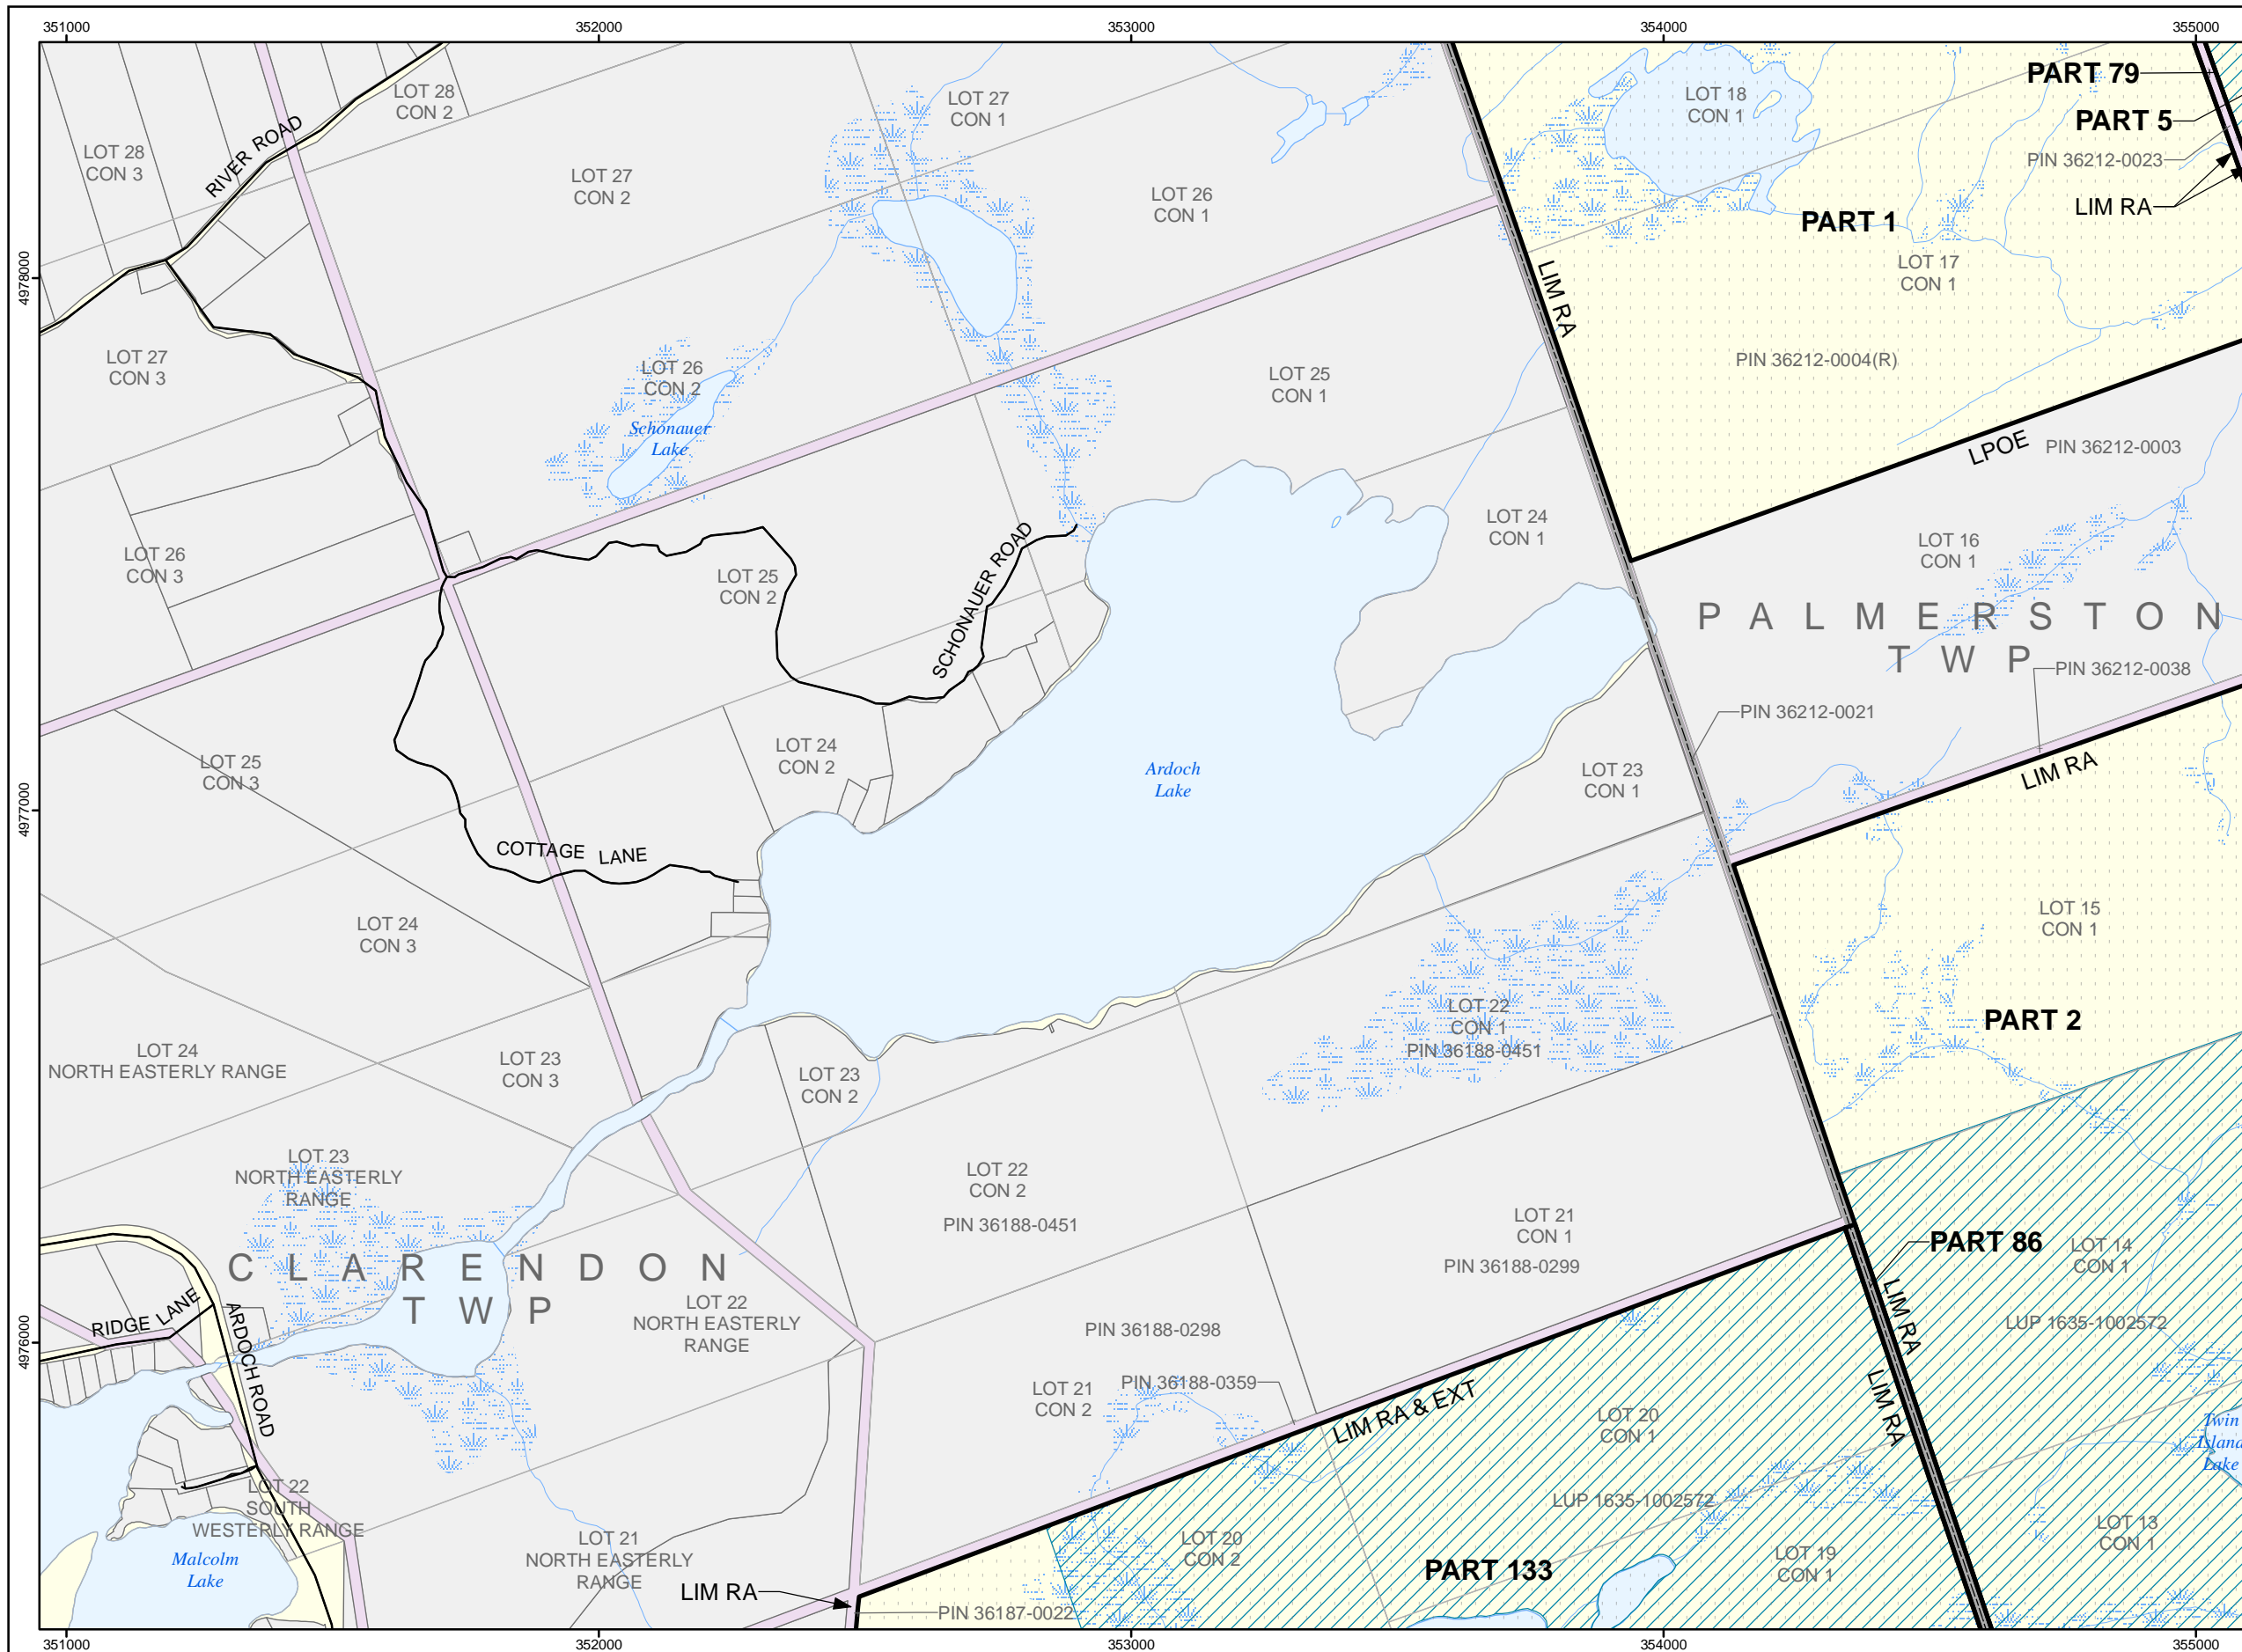 351000
352000
353000
354000
355000
4978000
4977000
4976000
LOT 28
CON 3
RIVER ROAD
LOT 28
CON 2
LOT 27
CON 2
LOT 27
CON 1
LOT 26
CON 1
LOT 18
CON 1
PART 79
PART 5
PIN 36212-0023
LIM RA
PART 1
LOT 17
CON 1
LIM RA
PIN 36212-0004(R)
LOT 27
CON 3
LOT 26
CON 2
Schonauer
Lake
LOT 25
CON 1
LPOE
PIN 36212-0003
LOT 26
CON 3
LOT 25
CON 2
SCHONAUER ROAD
LOT 24
CON 1
LOT 16
CON 1
PALMERSTON
TWP
PIN 36212-0038
PIN 36212-0021
LIM RA
LOT 25
CON 3
LOT 24
CON 2
Ardoch
Lake
LOT 23
CON 1
COTTAGE LANE
LOT 24
CON 3
LOT 15
CON 1
PART 2
LOT 22
CON 1
PIN 36188-0451
LOT 24
NORTH EASTERLY RANGE
LOT 23
CON 3
LOT 23
CON 2
LOT 23
NORTH EASTERLY
RANGE
LOT 22
CON 2
PIN 36188-0451
LOT 21
CON 1
PIN 36188-0299
PART 86
LOT 14
CON 1
LIM RA
LUP 1635-1002572
CLARENDON
TWP
RIDGE LANE
ARDOCH ROAD
LOT 22
NORTH EASTERLY
RANGE
PIN 36188-0298
PIN 36188-0359
LOT 21
CON 2
LIM RA & EXT
LOT 20
CON 1
LIM RA
Twin
Island
Lake
LOT 22
SOUTH
WESTERLY RANGE
LUP 1635-1002572
LOT 13
CON 1
Malcolm
Lake
LOT 21
NORTH EASTERLY
RANGE
LOT 20
CON 2
PART 133
LOT 19
CON 1
LIM RA
PIN 36187-0022
351000
352000
353000
354000
355000